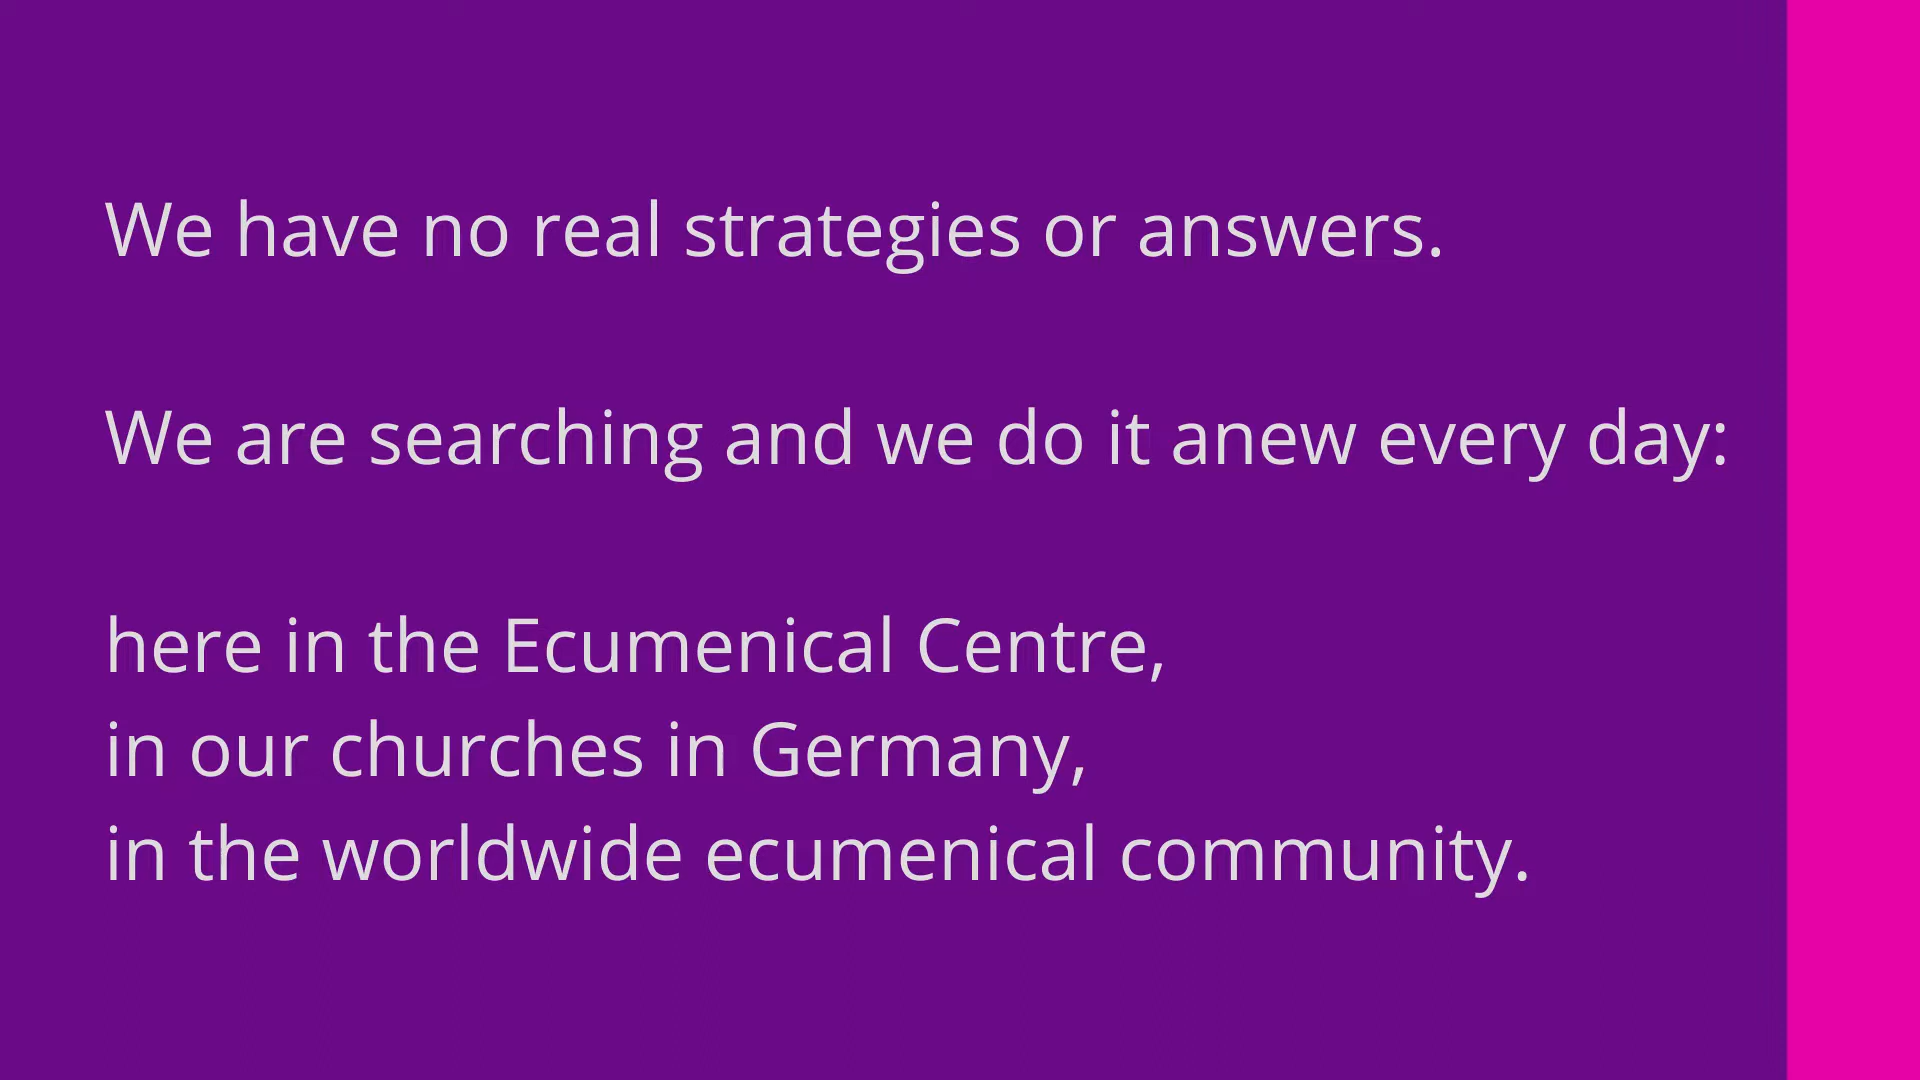 We have no real strategies or answers.
We are searching and we do it anew every day:
here in the Ecumenical Centre,
in our churches in Germany,
in the worldwide ecumenical community.